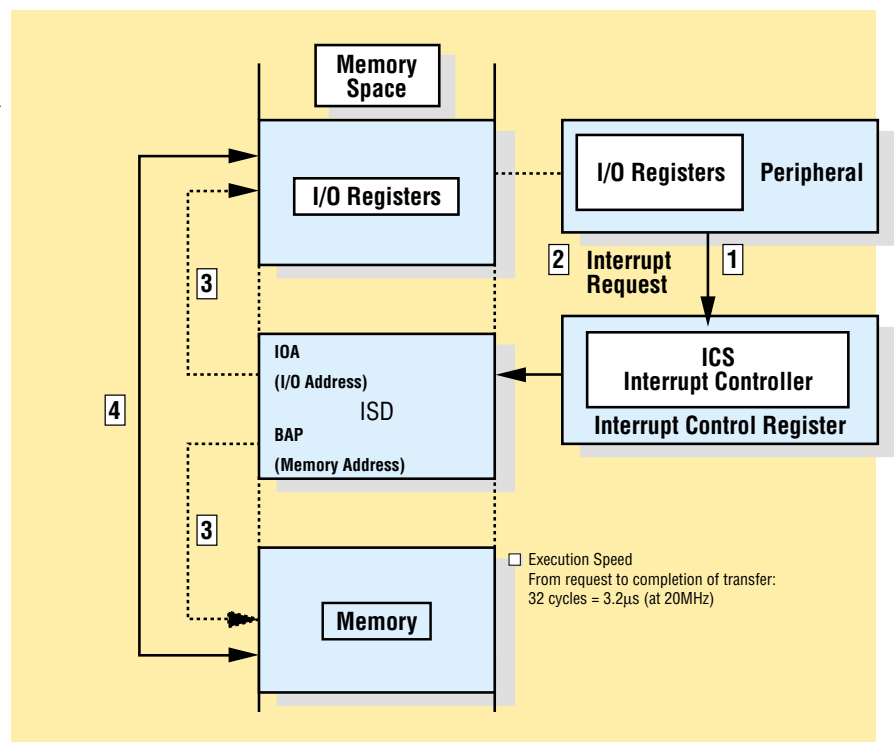 Memory
Space
I/O Registers
I/O Registers
Peripheral
2
Interrupt
Request
1
3
IOA
(I/O Address)
ISD
BAP
(Memory Address)
ICS
Interrupt Controller
Interrupt Control Register
4
3
Memory
Execution Speed
From request to completion of transfer:
32 cycles = 3.2µs (at 20MHz)